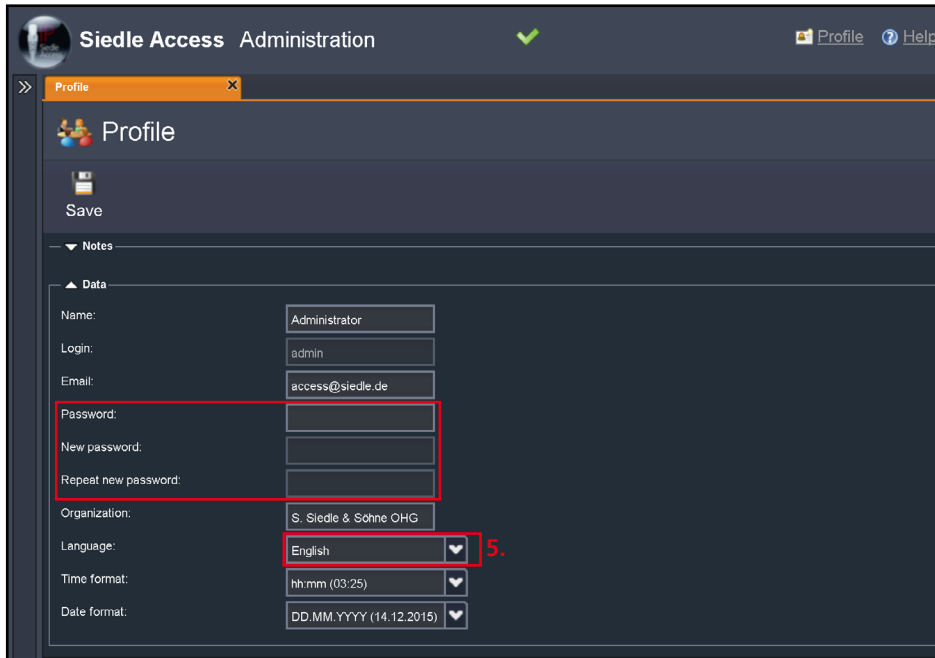 Siedle Access Administration
Profile Help
Profile
Profile
Save
Notes
Data
Name: Administrator
Login: admin
Email: access@siedle.de
Password:
New password:
Repeat new password:
Organization: S. Siedle & Söhne OHG
Language: English 5.
Time format: hh:mm (03:25)
Date format: DD.MM.YYYY (14.12.2015)